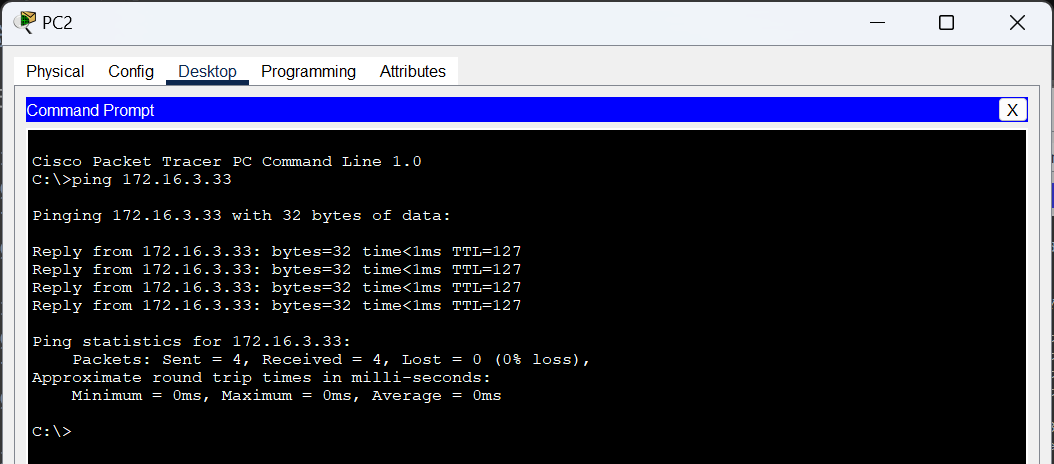 PC2
Physical Config Desktop Programming Attributes
Command Prompt
X
Cisco Packet Tracer PC Command Line 1.0
C:\>ping 172.16.3.33
Pinging 172.16.3.33 with 32 bytes of data:
Reply from 172.16.3.33: bytes=32 time<1ms TTL=127
Reply from 172.16.3.33: bytes=32 time<1ms TTL=127
Reply from 172.16.3.33: bytes=32 time<1ms TTL=127
Reply from 172.16.3.33: bytes=32 time<1ms TTL=127
Ping statistics for 172.16.3.33:
Packets: Sent = 4, Received = 4, Lost = 0 (0% loss),
Approximate round trip times in milli-seconds:
Minimum = 0ms, Maximum = 0ms, Average = 0ms
C:\>